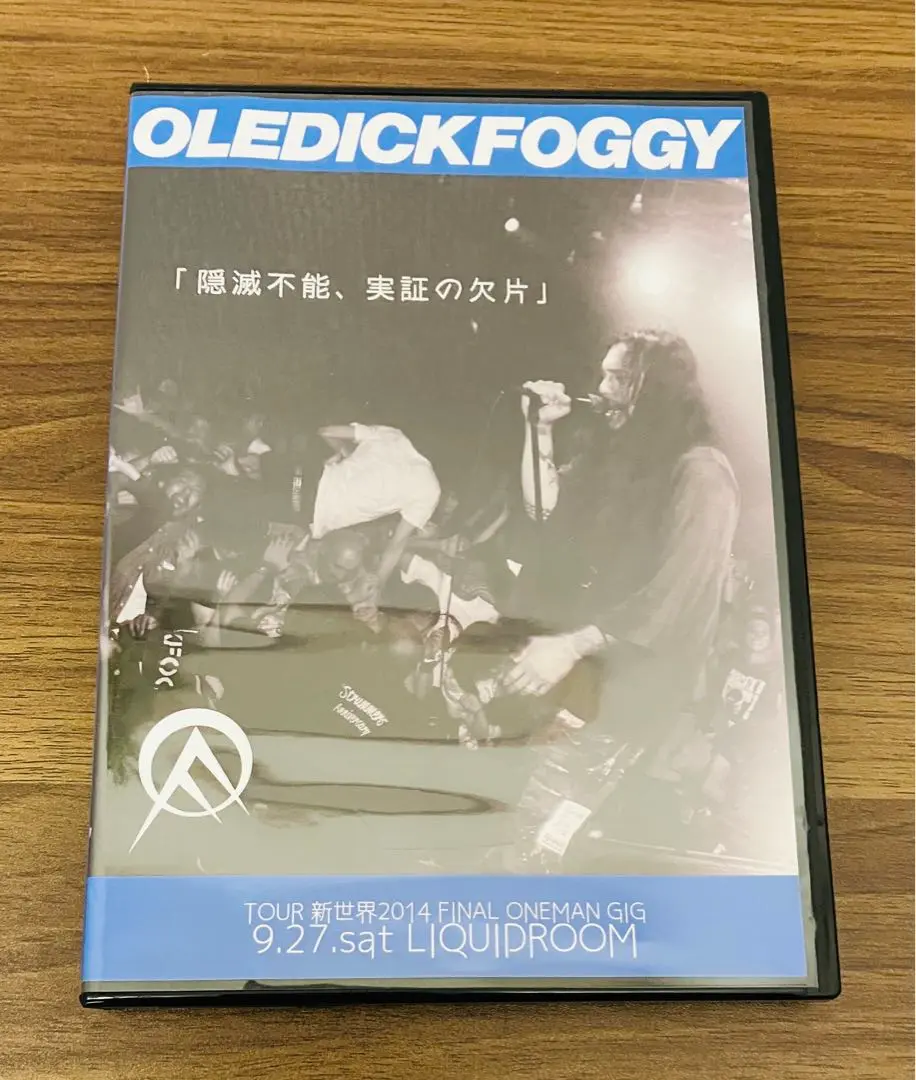 OLEDICKFOGGY
「隠滅不能、実証の欠片」
TOUR 新世界2014 FINAL ONEMAN GIG
9.27.sat LIQUIDROOM